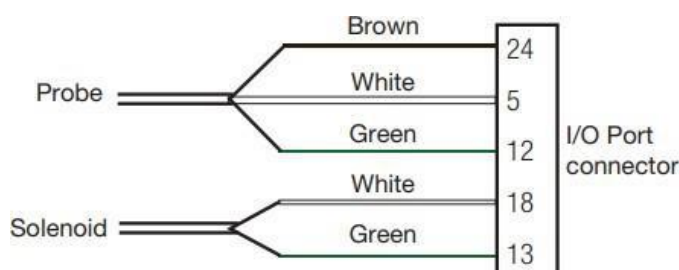 Brown
24
Probe
White
5
Green
12
I/O Port
connector
White
18
Solenoid
Green
13